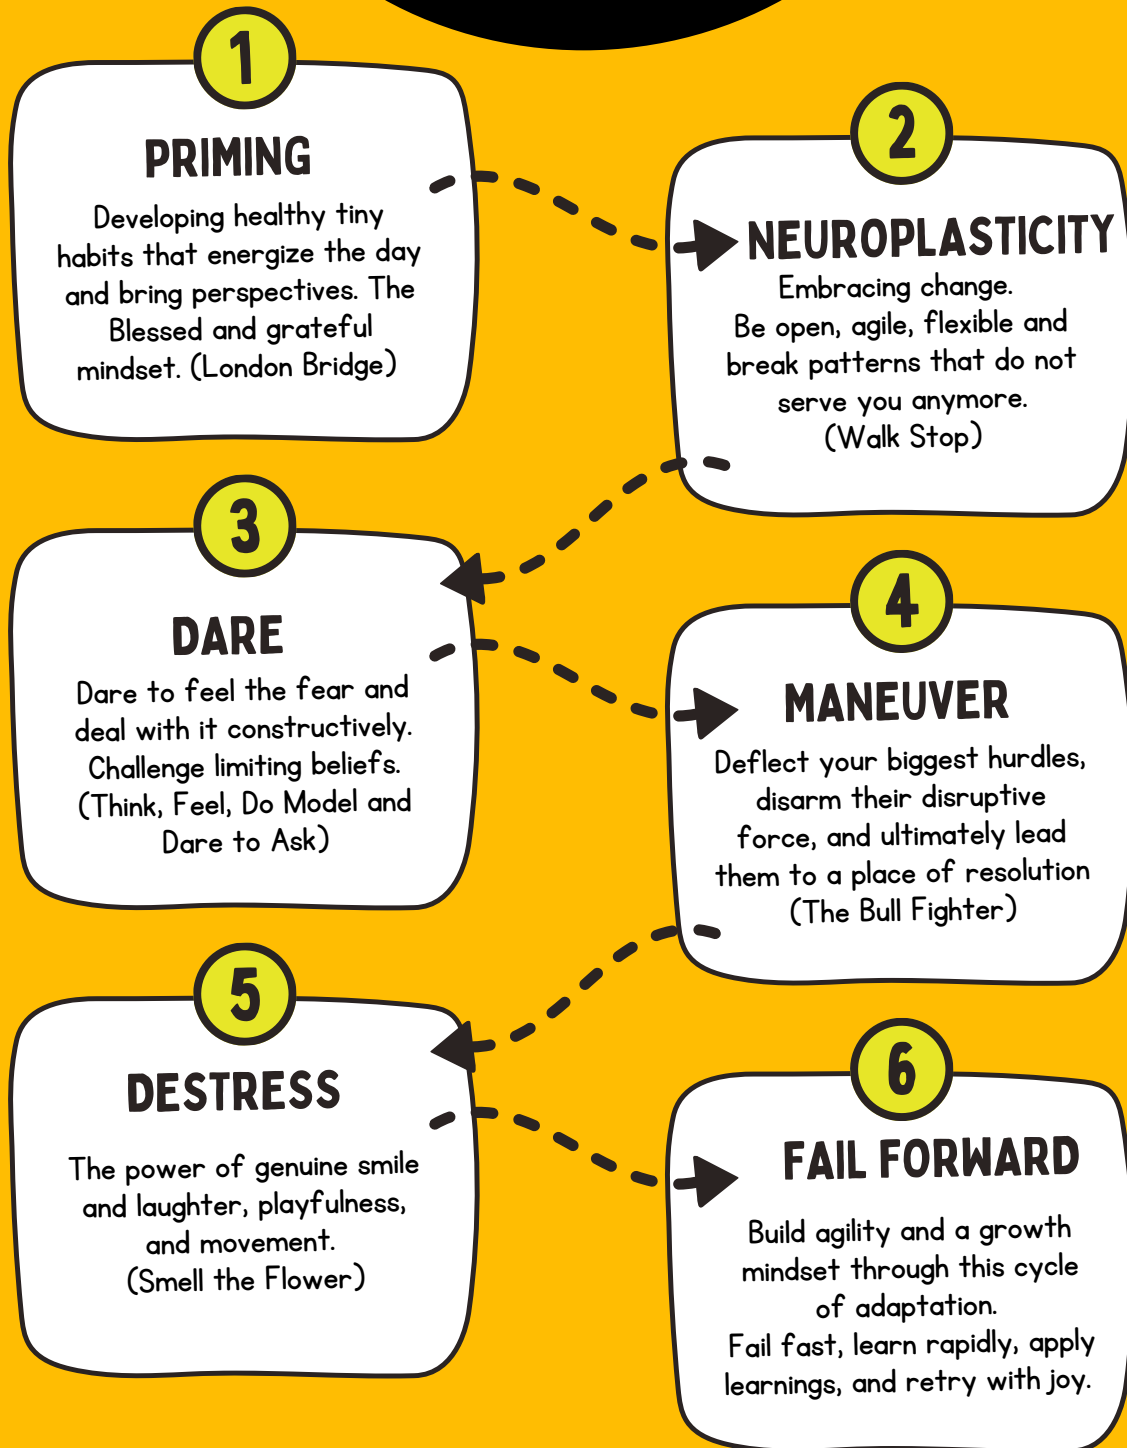 1
PRIMING
Developing healthy tiny
habits that energize the day
and bring perspectives. The
Blessed and grateful
mindset. (London Bridge)
2
NEUROPLASTICITY
Embracing change.
Be open, agile, flexible and
break patterns that do not
serve you anymore.
(Walk Stop)
3
DARE
Dare to feel the fear and
deal with it constructively.
Challenge limiting beliefs.
(Think, Feel, Do Model and
Dare to Ask)
4
MANEUVER
Deflect your biggest hurdles,
disarm their disruptive
force, and ultimately lead
them to a place of resolution
(The Bull Fighter)
5
DESTRESS
The power of genuine smile
and laughter, playfulness,
and movement.
(Smell the Flower)
6
FAIL FORWARD
Build agility and a growth
mindset through this cycle
of adaptation.
Fail fast, learn rapidly, apply
learnings, and retry with joy.